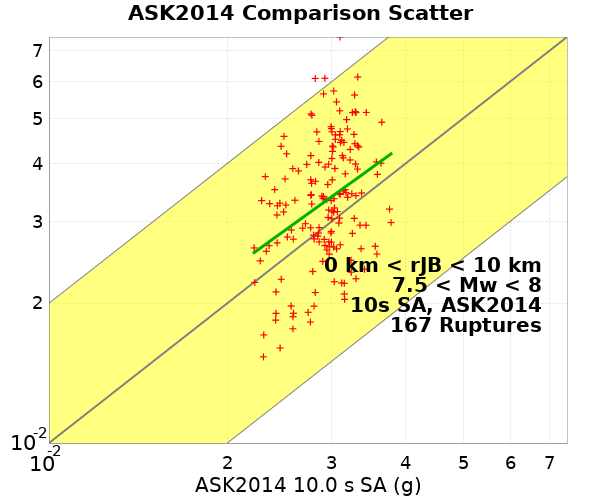 ASK2014 Comparison Scatter
7
6
5
4
3
0 km < rJB < 10 km
7.5 < Mw < 8
2
10s SA, ASK2014
167 Ruptures
10-2
10-2
2 3 4 5 6 7
ASK2014 10.0 s SA (g)